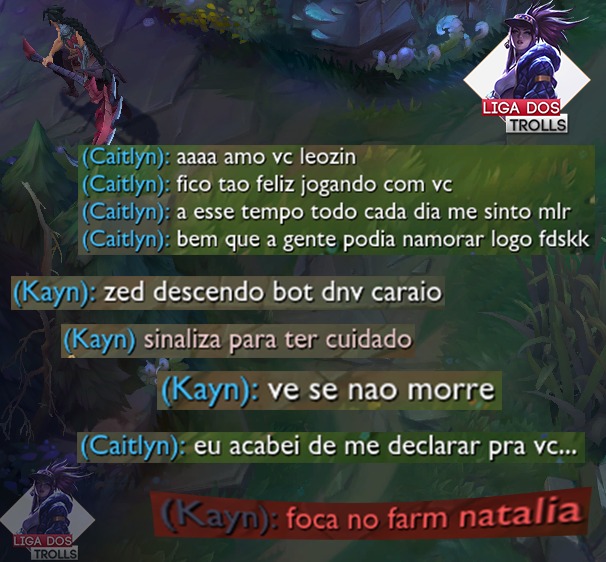 LIGA DOS
TROLLS
(Caitlyn): aaaa amo vc leozin
(Caitlyn): fico tao feliz jogando com vc
(Caitlyn): a esse tempo todo cada dia me sinto mlr
(Caitlyn): bem que a gente podia namorar logo fdskk
(Kayn): zed descendo bot dnv caraio
(Kayn) sinaliza para ter cuidado
(Kayn): ve se nao morre
(Caitlyn): eu acabei de me declarar pra vc...
(Kayn): foca no farm natalia
LIGA DOS
TROLLS